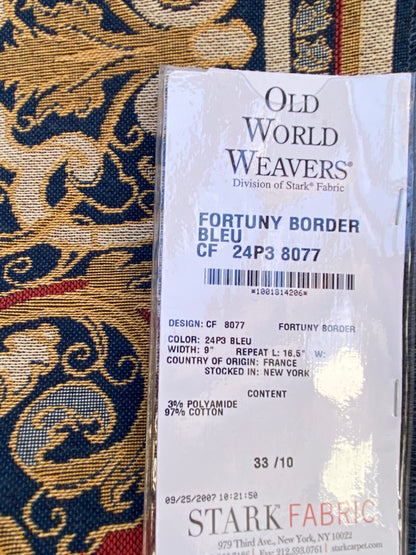 OLD
WORLD
WEAVERS®
Division of Stark® Fabric
FORTUNY BORDER
BLEU
CF 24P3 8077
*1001814206*
DESIGN: CF 8077 FORTUNY BORDER
COLOR: 24P3 BLEU
WIDTH: 9" REPEAT L: 16.5" W:
COUNTRY OF ORIGIN: FRANCE
STOCKED IN: NEW YORK
CONTENT
3% POLYAMIDE
97% COTTON
33 /10
09/25/2007 10:21:50
STARK FABRIC
979 Third Ave., New York, NY 10022
Fax: 212.593.0761 | starkcarpet.com